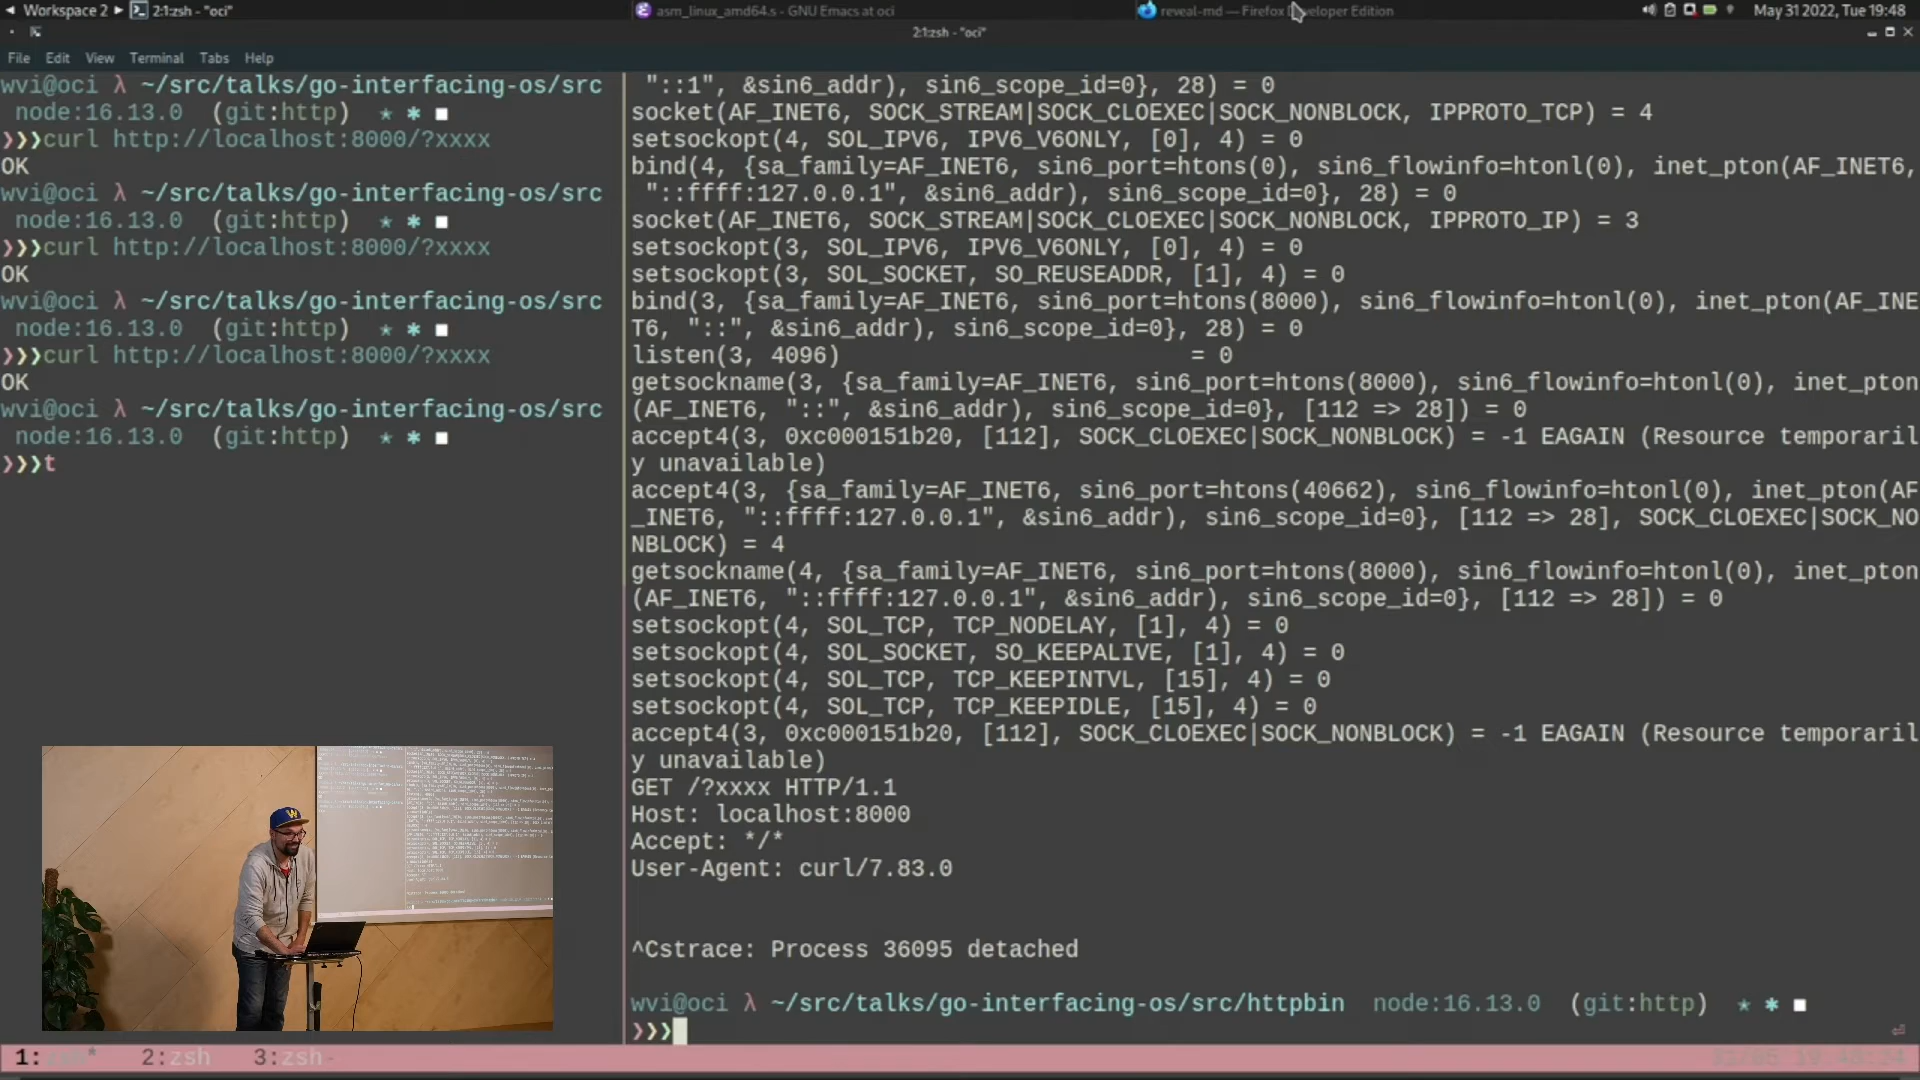 Workspace 2
2:1:zsh - "oci"
asm_linux_amd64.s - GNU Emacs at oci
reveal-md — Firefox Developer Edition
May 31 2022, Tue 19:48
2:1:zsh - "oci"
File Edit View Terminal Tabs Help
wvi@oci λ ~/src/talks/go-interfacing-os/src
node:16.13.0 (git:http) ⋆ ✱ ■
❯❯❯curl http://localhost:8000/?xxxx
OK
wvi@oci λ ~/src/talks/go-interfacing-os/src
node:16.13.0 (git:http) ⋆ ✱ ■
❯❯❯curl http://localhost:8000/?xxxx
OK
wvi@oci λ ~/src/talks/go-interfacing-os/src
node:16.13.0 (git:http) ⋆ ✱ ■
❯❯❯curl http://localhost:8000/?xxxx
OK
wvi@oci λ ~/src/talks/go-interfacing-os/src
node:16.13.0 (git:http) ⋆ ✱ ■
❯❯❯t
"::1", &sin6_addr), sin6_scope_id=0}, 28) = 0
socket(AF_INET6, SOCK_STREAM|SOCK_CLOEXEC|SOCK_NONBLOCK, IPPROTO_TCP) = 4
setsockopt(4, SOL_IPV6, IPV6_V6ONLY, [0], 4) = 0
bind(4, {sa_family=AF_INET6, sin6_port=htons(0), sin6_flowinfo=htonl(0), inet_pton(AF_INET6,
"::ffff:127.0.0.1", &sin6_addr), sin6_scope_id=0}, 28) = 0
socket(AF_INET6, SOCK_STREAM|SOCK_CLOEXEC|SOCK_NONBLOCK, IPPROTO_IP) = 3
setsockopt(3, SOL_IPV6, IPV6_V6ONLY, [0], 4) = 0
setsockopt(3, SOL_SOCKET, SO_REUSEADDR, [1], 4) = 0
bind(3, {sa_family=AF_INET6, sin6_port=htons(8000), sin6_flowinfo=htonl(0), inet_pton(AF_INE
T6, "::", &sin6_addr), sin6_scope_id=0}, 28) = 0
listen(3, 4096) = 0
getsockname(3, {sa_family=AF_INET6, sin6_port=htons(8000), sin6_flowinfo=htonl(0), inet_pton
(AF_INET6, "::", &sin6_addr), sin6_scope_id=0}, [112 => 28]) = 0
accept4(3, 0xc000151b20, [112], SOCK_CLOEXEC|SOCK_NONBLOCK) = -1 EAGAIN (Resource temporaril
y unavailable)
accept4(3, {sa_family=AF_INET6, sin6_port=htons(40662), sin6_flowinfo=htonl(0), inet_pton(AF
_INET6, "::ffff:127.0.0.1", &sin6_addr), sin6_scope_id=0}, [112 => 28], SOCK_CLOEXEC|SOCK_NO
NBLOCK) = 4
getsockname(4, {sa_family=AF_INET6, sin6_port=htons(8000), sin6_flowinfo=htonl(0), inet_pton
(AF_INET6, "::ffff:127.0.0.1", &sin6_addr), sin6_scope_id=0}, [112 => 28]) = 0
setsockopt(4, SOL_TCP, TCP_NODELAY, [1], 4) = 0
setsockopt(4, SOL_SOCKET, SO_KEEPALIVE, [1], 4) = 0
setsockopt(4, SOL_TCP, TCP_KEEPINTVL, [15], 4) = 0
setsockopt(4, SOL_TCP, TCP_KEEPIDLE, [15], 4) = 0
accept4(3, 0xc000151b20, [112], SOCK_CLOEXEC|SOCK_NONBLOCK) = -1 EAGAIN (Resource temporaril
y unavailable)
GET /?xxxx HTTP/1.1
Host: localhost:8000
Accept: */*
User-Agent: curl/7.83.0
^Cstrace: Process 36095 detached
wvi@oci λ ~/src/talks/go-interfacing-os/src/httpbin node:16.13.0 (git:http) ⋆ ✱ ■
❯❯❯
1:zsh* 2:zsh 3:zsh-